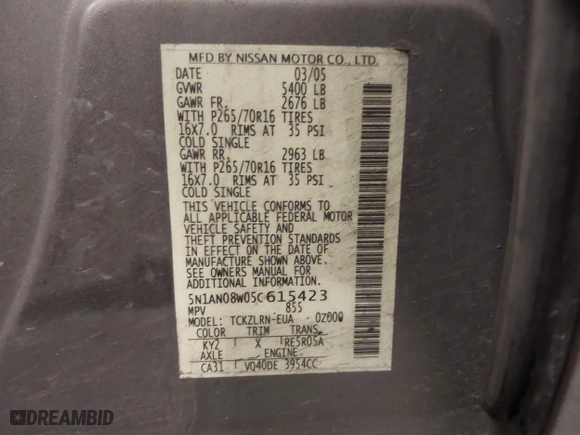 MFD BY NISSAN MOTOR CO., LTD.
DATE 03/05
GVWR 5400 LB
GAWR FR. 2676 LB
WITH P265/70R16 TIRES
16X7.0 RIMS AT 35 PSI
COLD SINGLE
GAWR RR. 2963 LB
WITH P265/70R16 TIRES
16X7.0 RIMS AT 35 PSI
COLD SINGLE
THIS VEHICLE CONFORMS TO
ALL APPLICABLE FEDERAL MOTOR
VEHICLE SAFETY AND
THEFT PREVENTION STANDARDS
IN EFFECT ON THE DATE OF
MANUFACTURE SHOWN ABOVE.
SEE OWNERS MANUAL FOR
ADDITIONAL INFORMATION
5N1AN08W05C615423
MPV 855
MODEL: TCKZLRN-EUA 0Z000
COLOR TRIM TRANS.
KY2 X RE5R05A
AXLE ENGINE
CA31 VQ40DE 3954CC
DREAMBID